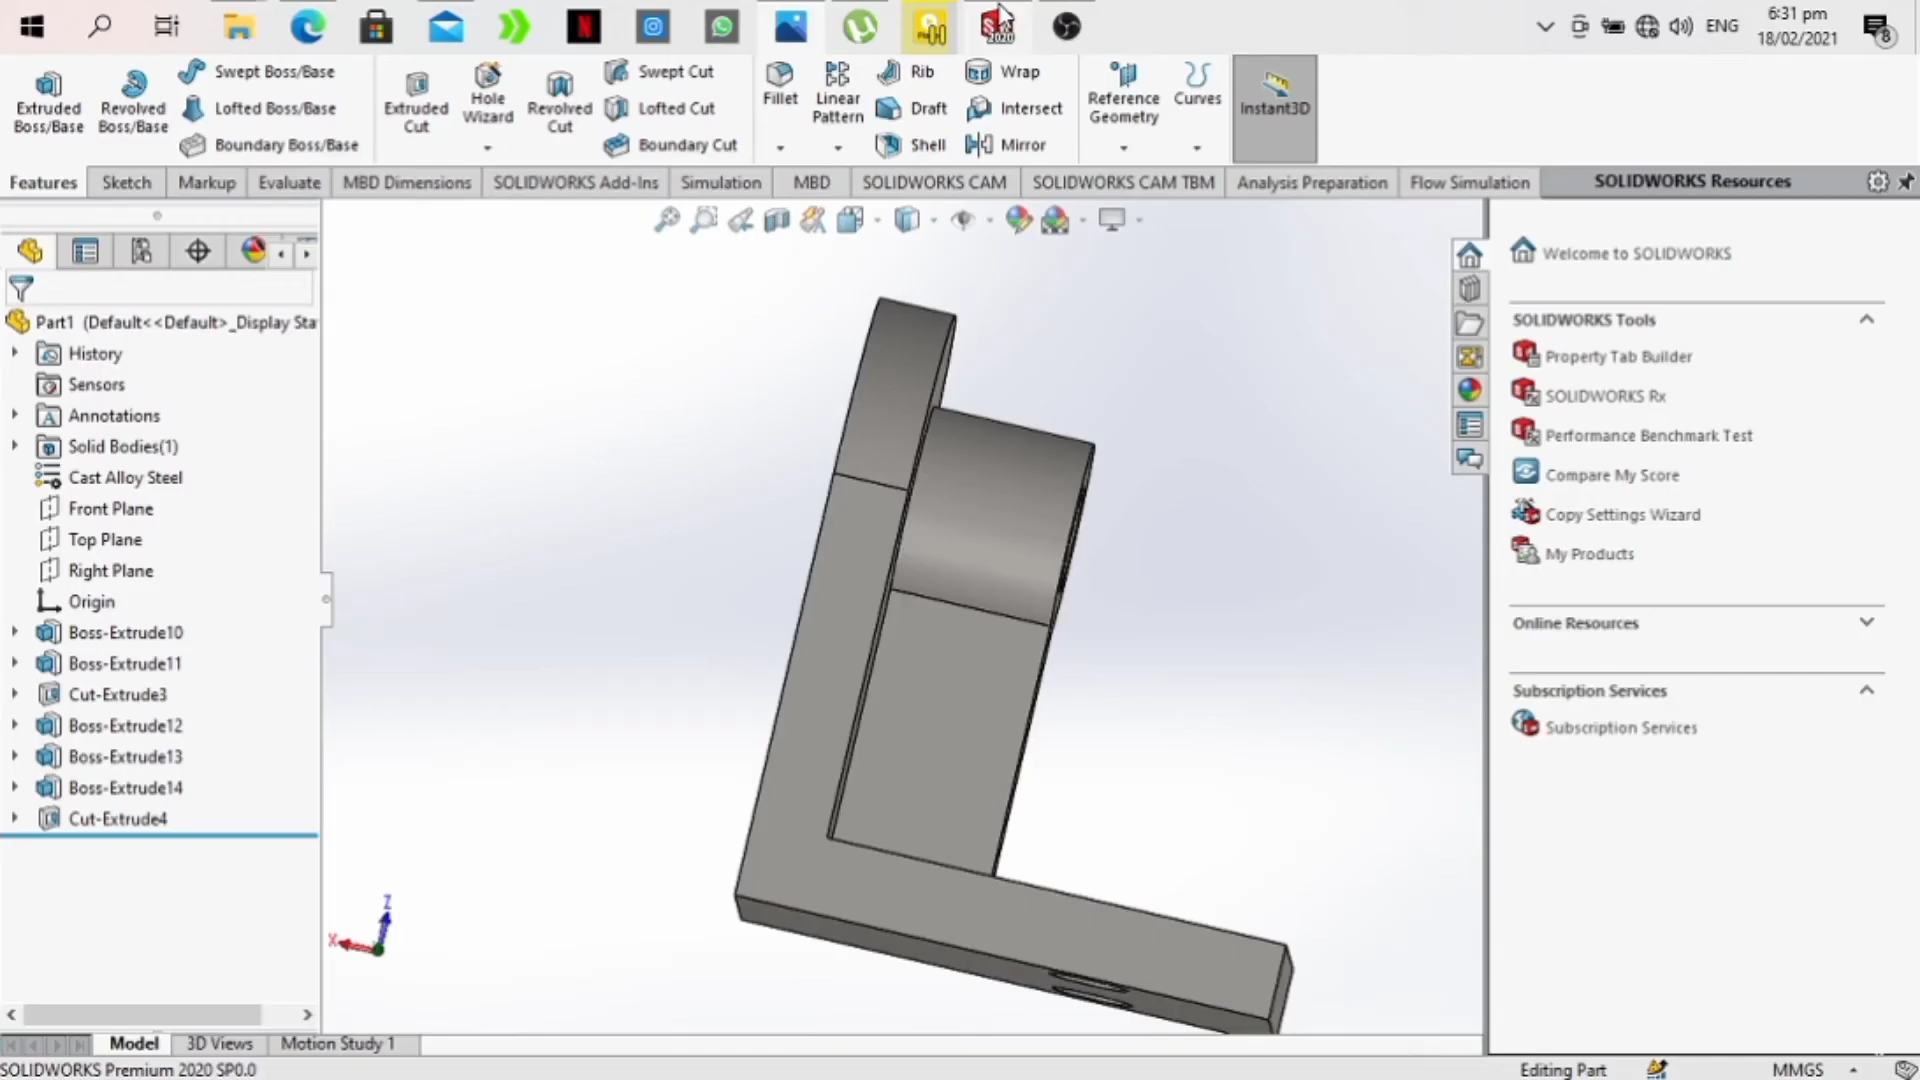 ENG
6:31 pm
18/02/2021
8
2020
Extruded Boss/Base
Revolved Boss/Base
Swept Boss/Base
Lofted Boss/Base
Boundary Boss/Base
Extruded Cut
Hole Wizard
Revolved Cut
Swept Cut
Lofted Cut
Boundary Cut
Fillet
Linear Pattern
Rib
Draft
Shell
Wrap
Intersect
Mirror
Reference Geometry
Curves
Instant3D
Features
Sketch
Markup
Evaluate
MBD Dimensions
SOLIDWORKS Add-Ins
Simulation
MBD
SOLIDWORKS CAM
SOLIDWORKS CAM TBM
Analysis Preparation
Flow Simulation
SOLIDWORKS Resources
Part1 (Default<<Default>_Display Sta
History
Sensors
Annotations
Solid Bodies(1)
Cast Alloy Steel
Front Plane
Top Plane
Right Plane
Origin
Boss-Extrude10
Boss-Extrude11
Cut-Extrude3
Boss-Extrude12
Boss-Extrude13
Boss-Extrude14
Cut-Extrude4
Z
X
Welcome to SOLIDWORKS
SOLIDWORKS Tools
Property Tab Builder
SOLIDWORKS Rx
Performance Benchmark Test
Compare My Score
Copy Settings Wizard
My Products
Online Resources
Subscription Services
Subscription Services
Model
3D Views
Motion Study 1
SOLIDWORKS Premium 2020 SP0.0
Editing Part
MMGS